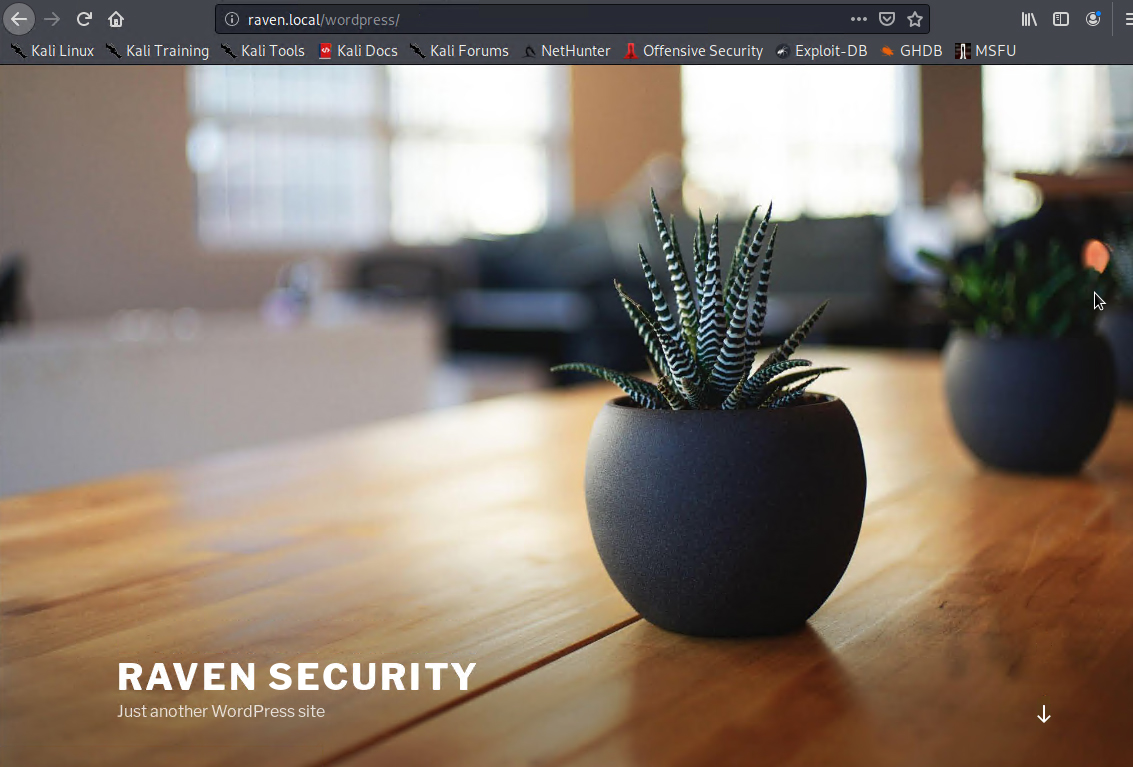 raven.local/wordpress/
Kali Linux Kali Training Kali Tools Kali Docs Kali Forums NetHunter Offensive Security Exploit-DB GHDB MSFU
RAVEN SECURITY
Just another WordPress site